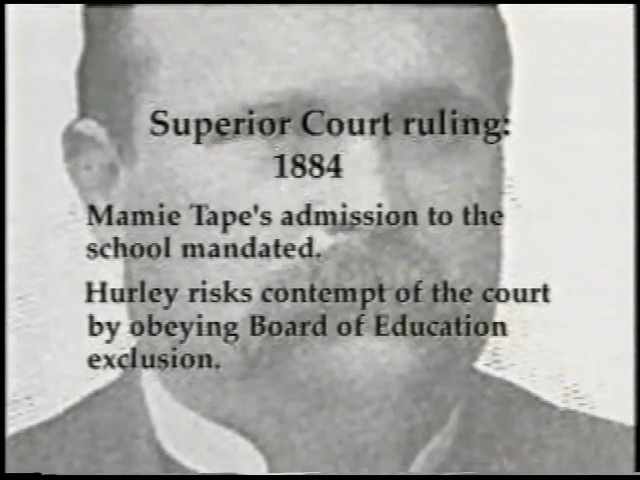 Superior Court ruling:
1884
Mamie Tape's admission to the
school mandated.
Hurley risks contempt of the court
by obeying Board of Education
exclusion.